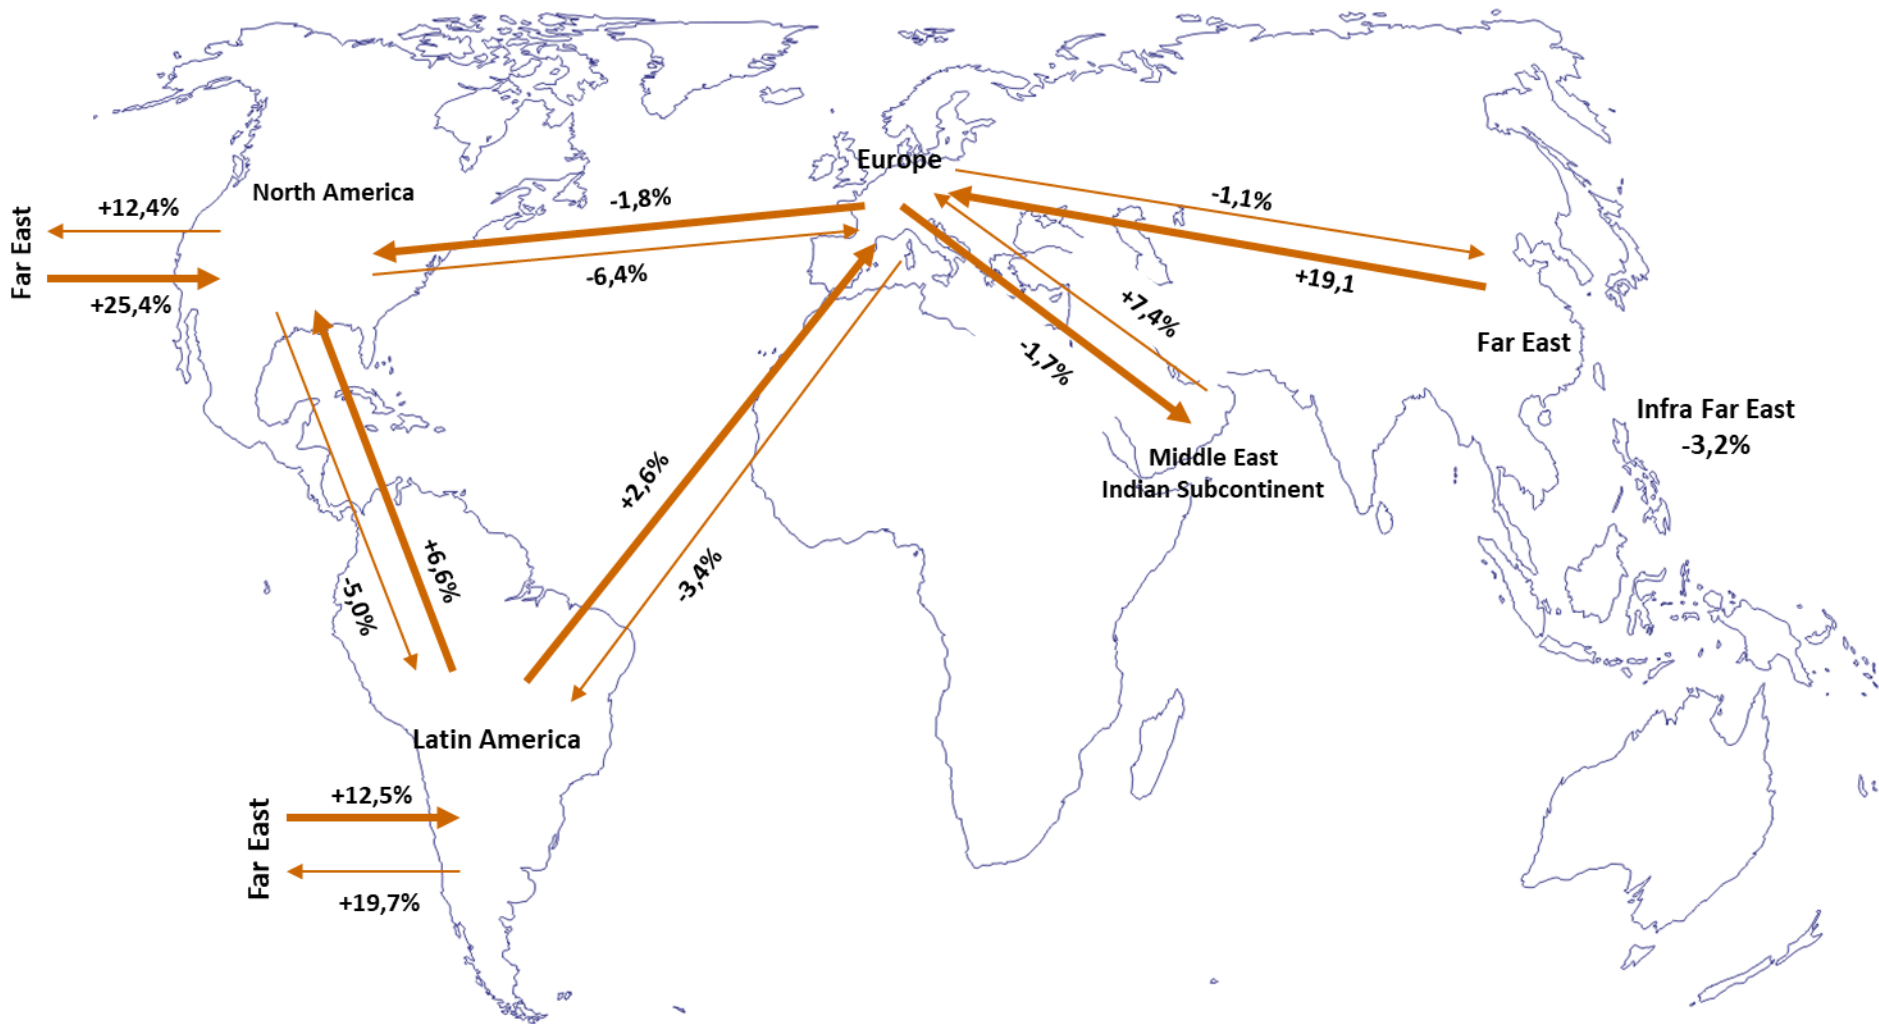 Europe
North America
-1,8%
-1,1%
+12,4%
Far East
-6,4%
+19,1
+25,4%
+7,4%
Far East
-1,7%
Infra Far East
-3,2%
Middle East
Indian Subcontinent
+2,6%
+6,6%
-3,4%
-5,0%
Latin America
+12,5%
Far East
+19,7%